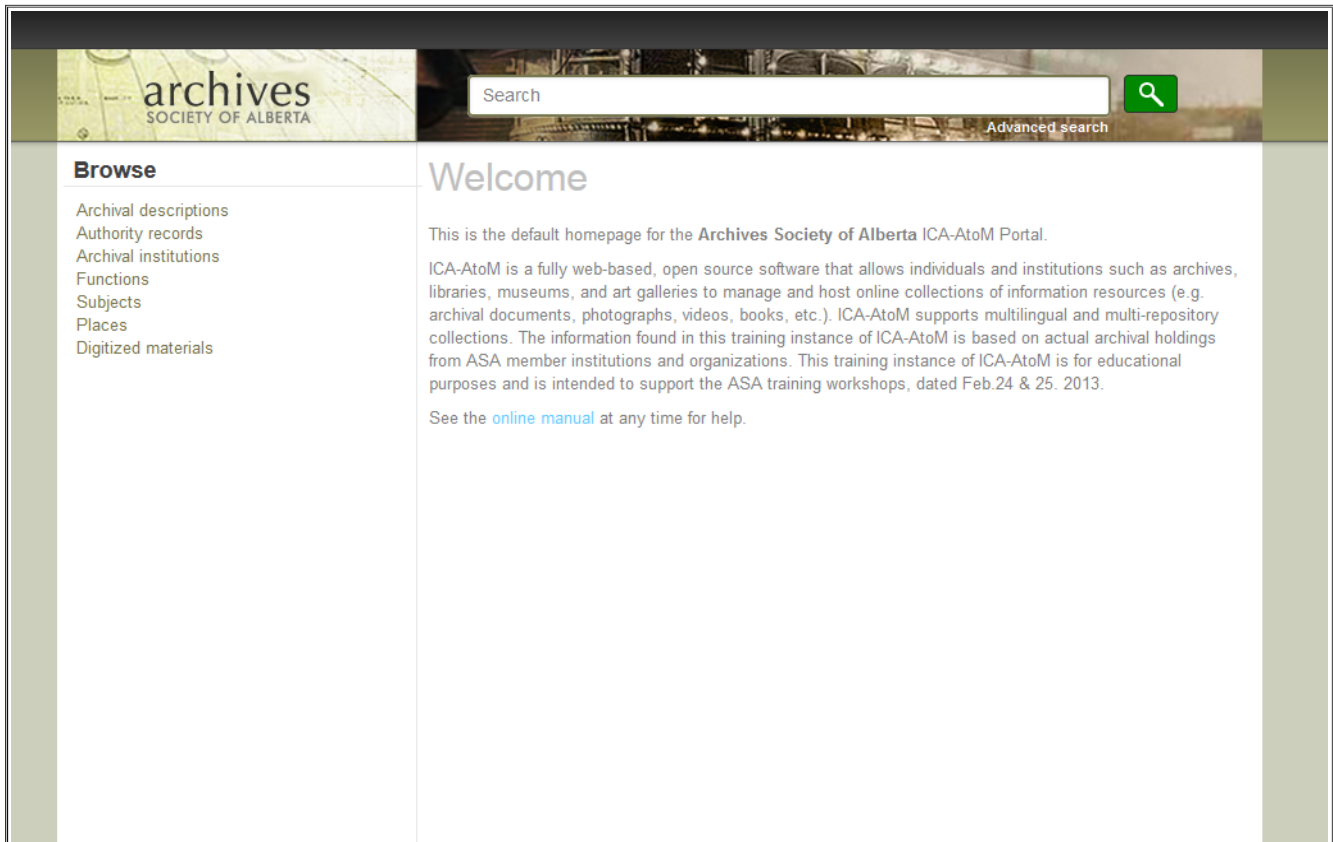 archives
SOCIETY OF ALBERTA
Search
Advanced search
Browse
Archival descriptions
Authority records
Archival institutions
Functions
Subjects
Places
Digitized materials
Welcome
This is the default homepage for the Archives Society of Alberta ICA-AtoM Portal.
ICA-AtoM is a fully web-based, open source software that allows individuals and institutions such as archives,
libraries, museums, and art galleries to manage and host online collections of information resources (e.g.
archival documents, photographs, videos, books, etc.). ICA-AtoM supports multilingual and multi-repository
collections. The information found in this training instance of ICA-AtoM is based on actual archival holdings
from ASA member institutions and organizations. This training instance of ICA-AtoM is for educational
purposes and is intended to support the ASA training workshops, dated Feb.24 & 25. 2013.
See the online manual at any time for help.